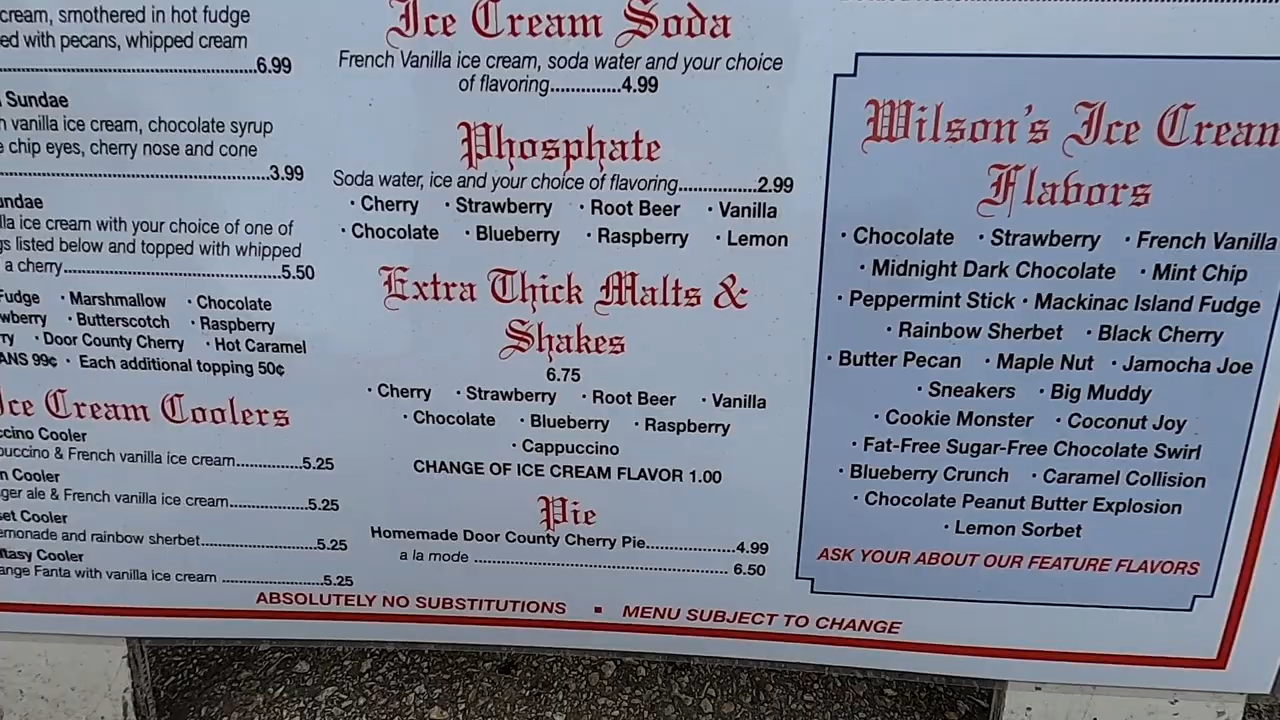 cream, smothered in hot fudge
ed with pecans, whipped cream
6.99
Sundae
vanilla ice cream, chocolate syrup
chip eyes, cherry nose and cone
3.99
undae
lla ice cream with your choice of one of
gs listed below and topped with whipped
a cherry.....5.50
Fudge • Marshmallow • Chocolate
wberry • Butterscotch • Raspberry
ry • Door County Cherry • Hot Caramel
ANS 99¢ • Each additional topping 50¢
Ice Cream Coolers
ccino Cooler
puccino & French vanilla ice cream.....5.25
n Cooler
ger ale & French vanilla ice cream.....5.25
set Cooler
emonade and rainbow sherbet.....5.25
ntasy Cooler
ange Fanta with vanilla ice cream .....5.25
Ice Cream Soda
French Vanilla ice cream, soda water and your choice
of flavoring.....4.99
Phosphate
Soda water, ice and your choice of flavoring.....2.99
• Cherry • Strawberry • Root Beer • Vanilla
• Chocolate • Blueberry • Raspberry • Lemon
Extra Thick Malts &
Shakes
6.75
• Cherry • Strawberry • Root Beer • Vanilla
• Chocolate • Blueberry • Raspberry
• Cappuccino
CHANGE OF ICE CREAM FLAVOR 1.00
Pie
Homemade Door County Cherry Pie.....4.99
a la mode ..... 6.50
Wilson's Ice Cream
Flavors
• Chocolate • Strawberry • French Vanilla
• Midnight Dark Chocolate • Mint Chip
• Peppermint Stick • Mackinac Island Fudge
• Rainbow Sherbet • Black Cherry
• Butter Pecan • Maple Nut • Jamocha Joe
• Sneakers • Big Muddy
• Cookie Monster • Coconut Joy
• Fat-Free Sugar-Free Chocolate Swirl
• Blueberry Crunch • Caramel Collision
• Chocolate Peanut Butter Explosion
• Lemon Sorbet
ASK YOUR ABOUT OUR FEATURE FLAVORS
ABSOLUTELY NO SUBSTITUTIONS ▪ MENU SUBJECT TO CHANGE